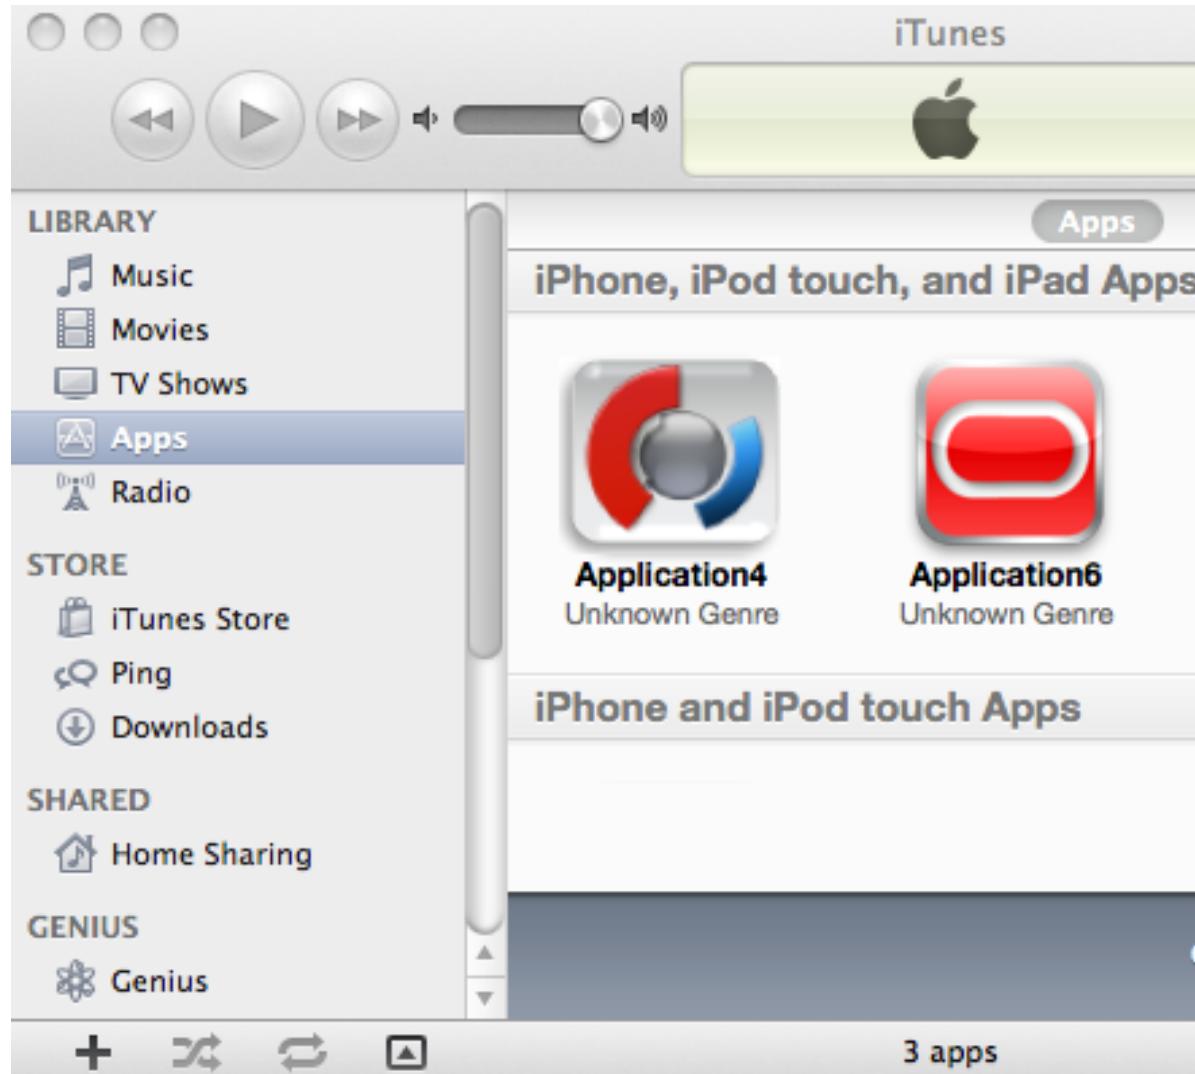 iTunes
LIBRARY
Music
Movies
TV Shows
Apps
Radio
STORE
iTunes Store
Ping
Downloads
SHARED
Home Sharing
GENIUS
Genius
Apps
iPhone, iPod touch, and iPad Apps
Application4
Unknown Genre
Application6
Unknown Genre
iPhone and iPod touch Apps
3 apps